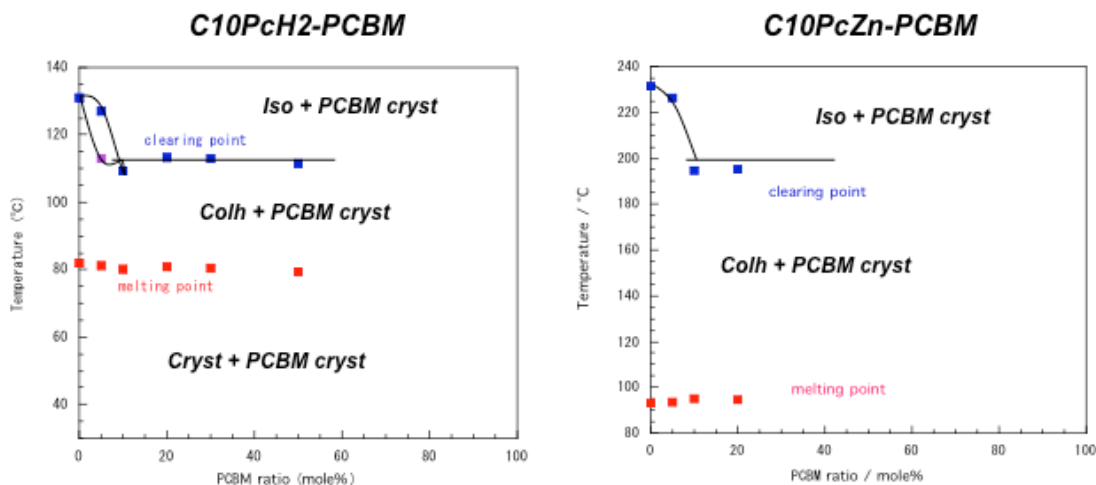 C10PcH2-PCBM
140
120
100
80
60
40
Temperature (℃)
Iso + PCBM cryst
clearing point
Colh + PCBM cryst
melting point
Cryst + PCBM cryst
0
20
40
60
80
100
PCBM ratio (mole%)
C10PcZn-PCBM
240
220
200
180
160
140
120
100
80
Temperature / °C
Iso + PCBM cryst
clearing point
Colh + PCBM cryst
melting point
0
20
40
60
80
100
PCBM ratio / mole%